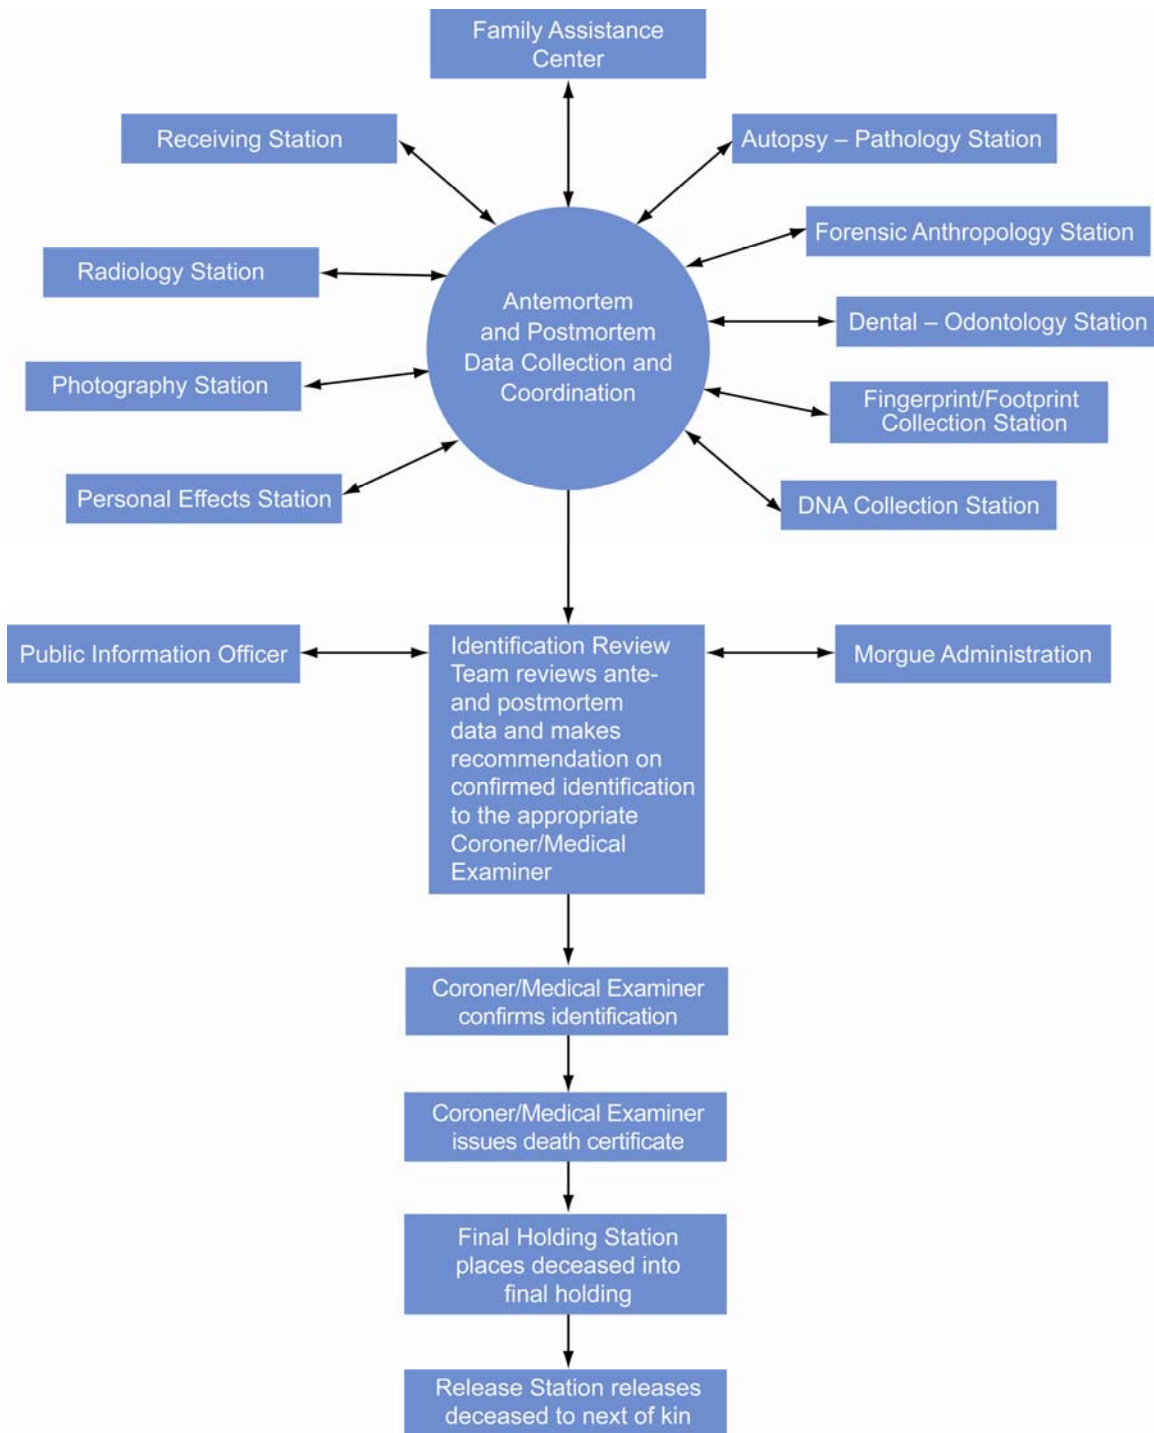 Family Assistance
Center
Receiving Station
Autopsy – Pathology Station
Forensic Anthropology Station
Radiology Station
Antemortem
and Postmortem
Data Collection and
Coordination
Dental – Odontology Station
Photography Station
Fingerprint/Footprint
Collection Station
Personal Effects Station
DNA Collection Station
Public Information Officer
Identification Review
Team reviews ante-
and postmortem
data and makes
recommendation on
confirmed identification
to the appropriate
Coroner/Medical
Examiner
Morgue Administration
Coroner/Medical Examiner
confirms identification
Coroner/Medical Examiner
issues death certificate
Final Holding Station
places deceased into
final holding
Release Station releases
deceased to next of kin